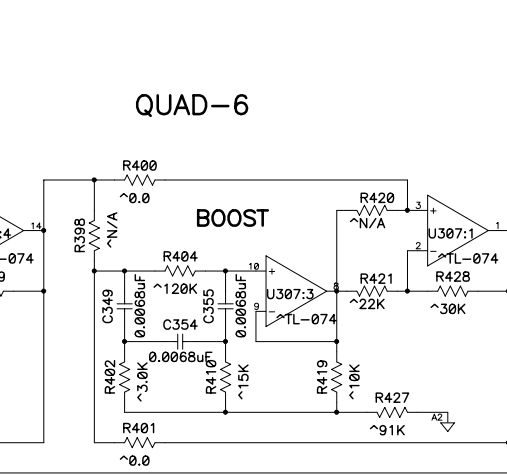 QUAD-6
R400
^0.0
14
:4
-074
9
R398
^N/A
BOOST
R420
^N/A
3
+
U307:1
1
2
-
^TL-074
R404
^120K
10
+
U307:3
9
-
^TL-074
8
R421
^22K
R428
^30K
C349
0.0068uF
C355
0.0068uF
C354
0.0068uF
R402
^3.0K
R410
^15K
R419
^10K
R427
^91K
A2
R401
^0.0